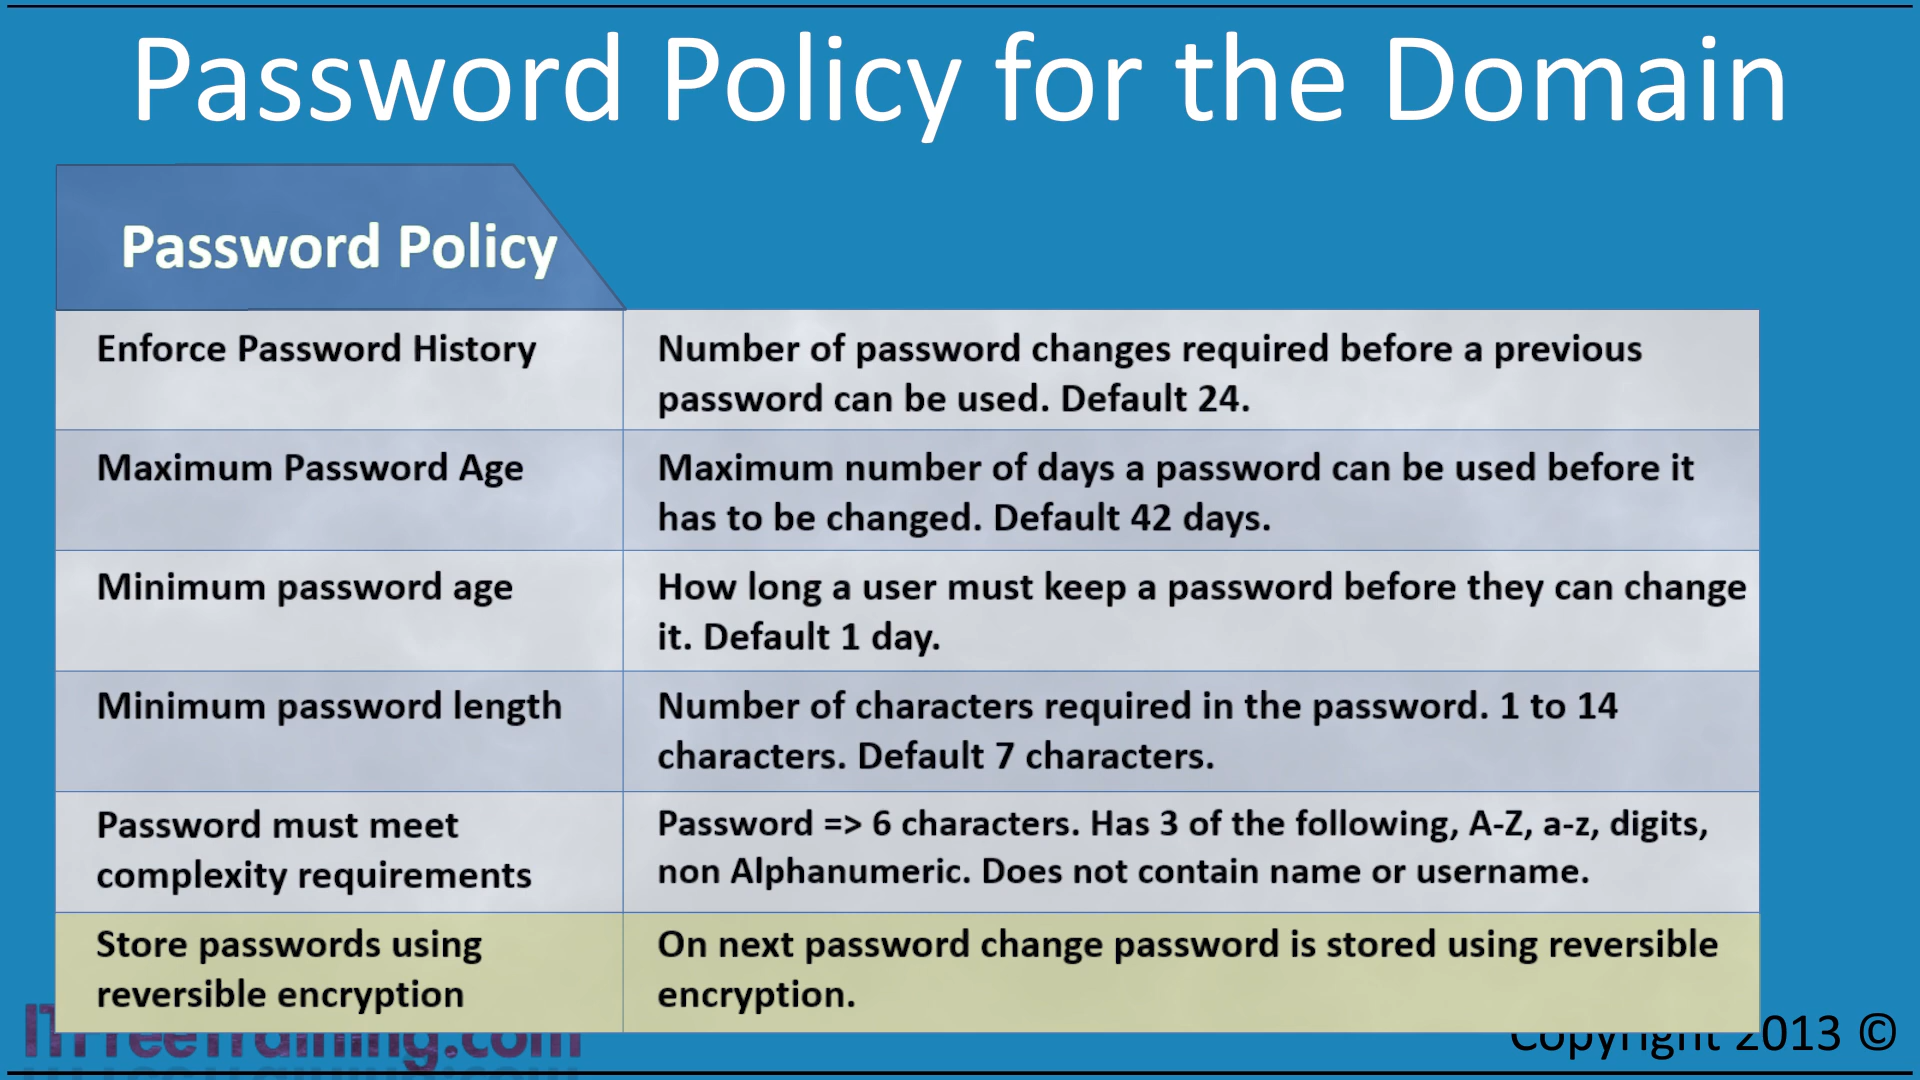 Password Policy for the Domain
Password Policy
Enforce Password History
Number of password changes required before a previous
password can be used. Default 24.
Maximum Password Age
Maximum number of days a password can be used before it
has to be changed. Default 42 days.
Minimum password age
How long a user must keep a password before they can change
it. Default 1 day.
Minimum password length
Number of characters required in the password. 1 to 14
characters. Default 7 characters.
Password must meet
complexity requirements
Password => 6 characters. Has 3 of the following, A-Z, a-z, digits,
non Alphanumeric. Does not contain name or username.
Store passwords using
reversible encryption
On next password change password is stored using reversible
encryption.
ITFreeTraining.com
Copyright 2013 ©